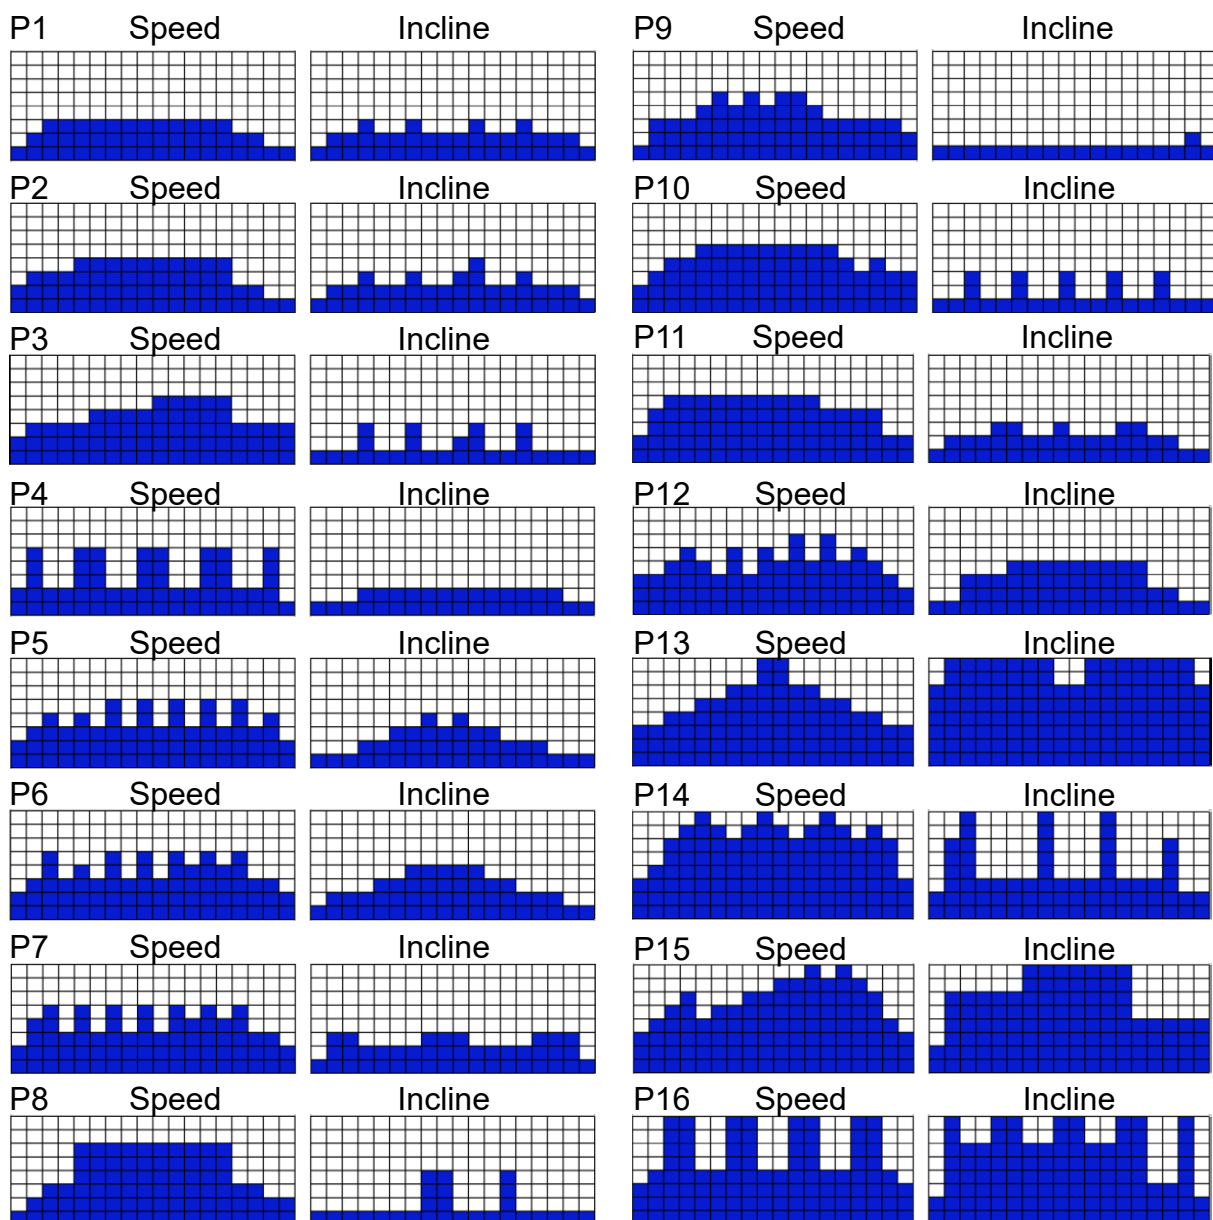 P1 Speed Incline
P2 Speed Incline
P3 Speed Incline
P4 Speed Incline
P5 Speed Incline
P6 Speed Incline
P7 Speed Incline
P8 Speed Incline
P9 Speed Incline
P10 Speed Incline
P11 Speed Incline
P12 Speed Incline
P13 Speed Incline
P14 Speed Incline
P15 Speed Incline
P16 Speed Incline